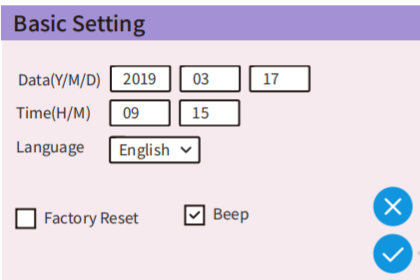 Basic Setting
Data(Y/M/D) 2019 03 17
Time(H/M) 09 15
Language English
Factory Reset Beep